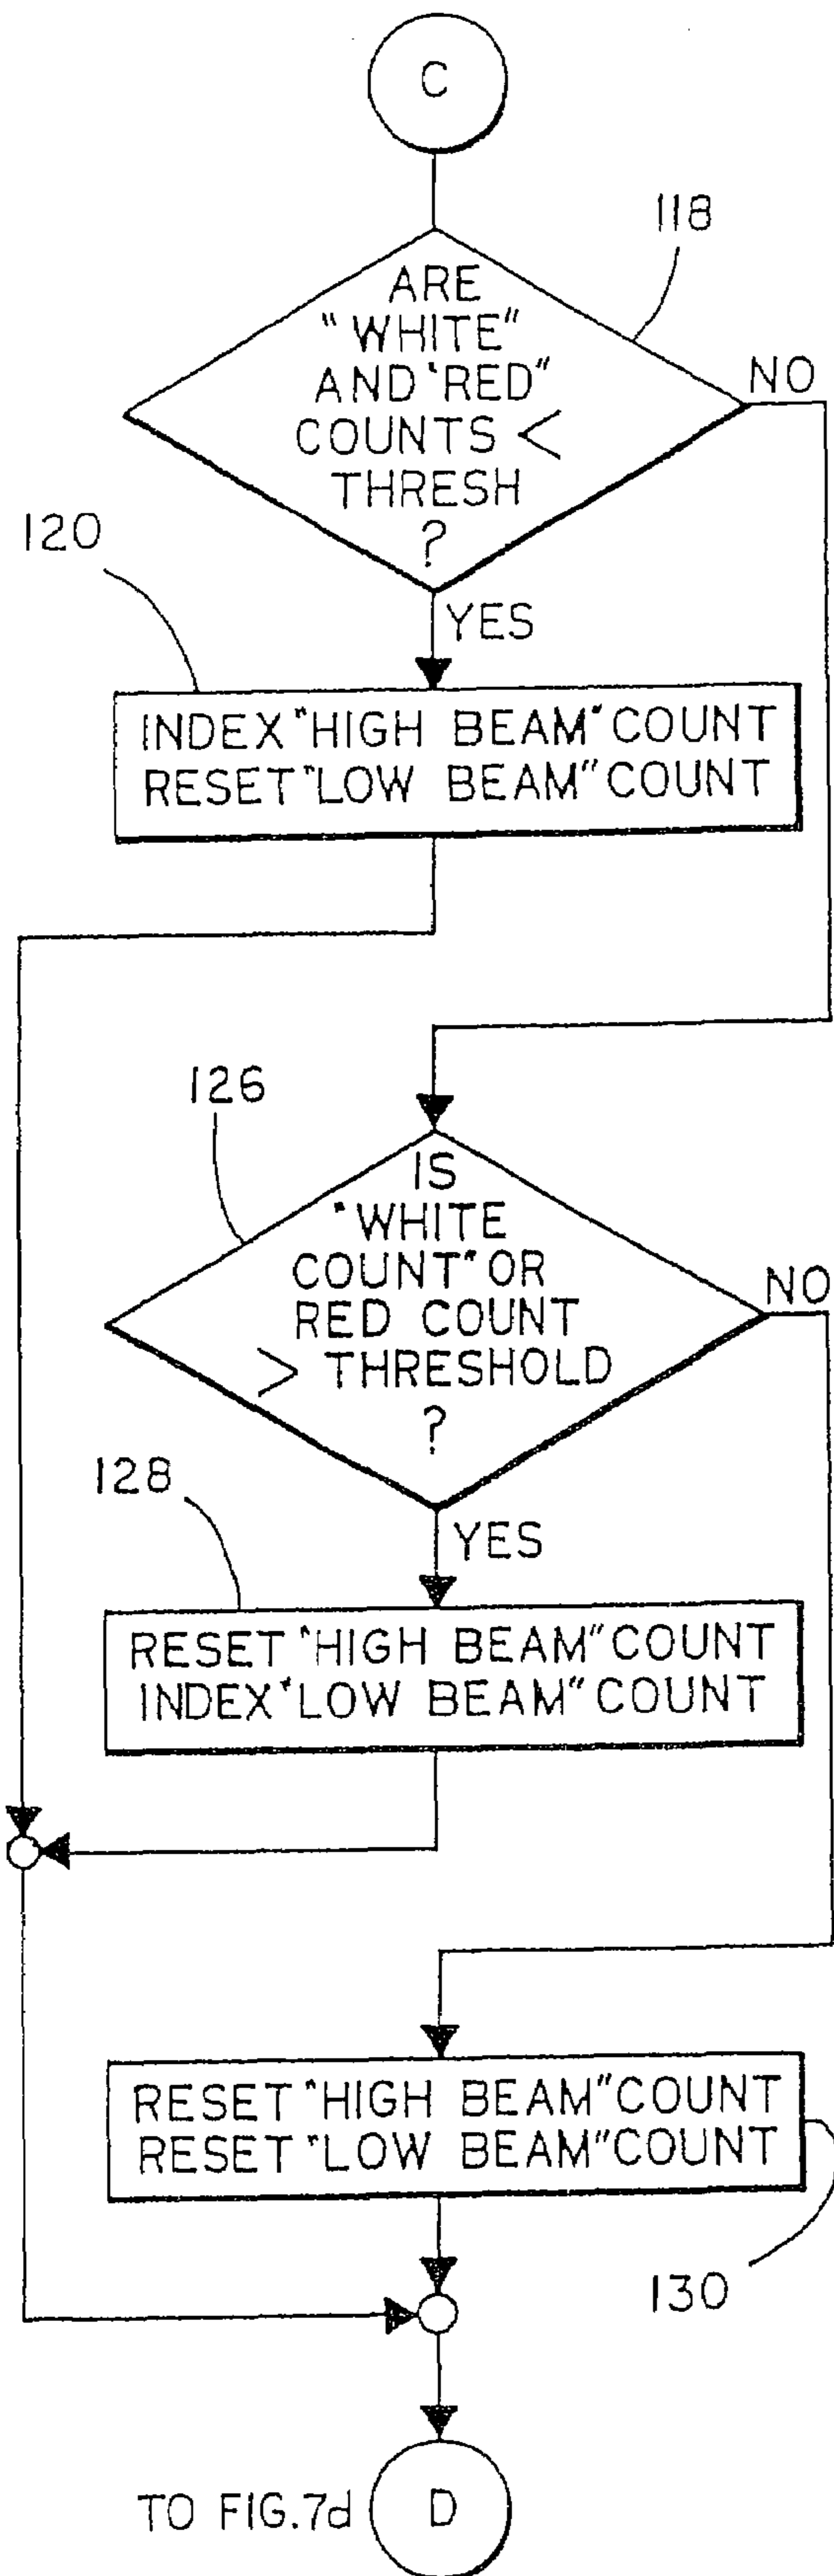 C
118
ARE
"WHITE"
AND "RED"
COUNTS <
THRESH
?
NO
120
YES
INDEX "HIGH BEAM" COUNT
RESET "LOW BEAM" COUNT
126
IS
"WHITE
COUNT" OR
RED COUNT
> THRESHOLD
?
NO
128
YES
RESET "HIGH BEAM" COUNT
INDEX "LOW BEAM" COUNT
RESET "HIGH BEAM" COUNT
RESET "LOW BEAM" COUNT
130
TO FIG.7d
D